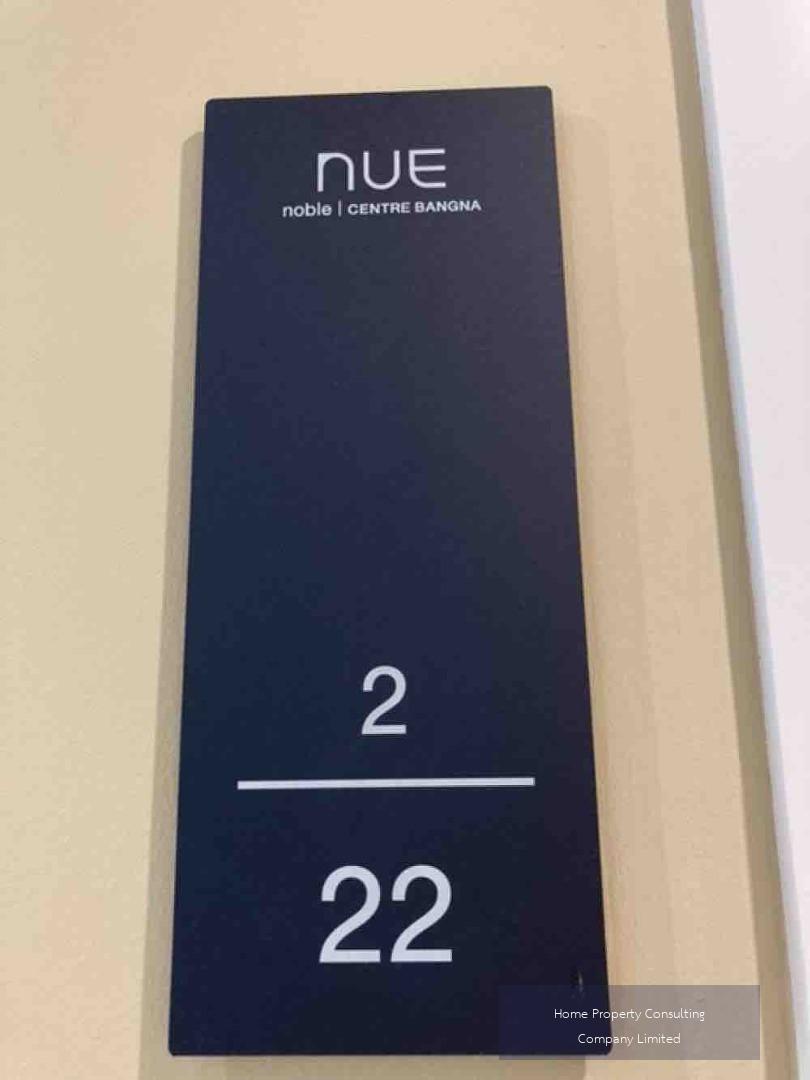 nUE
noble | CENTRE BANGNA
2
22
Home Property Consulting
Company Limited